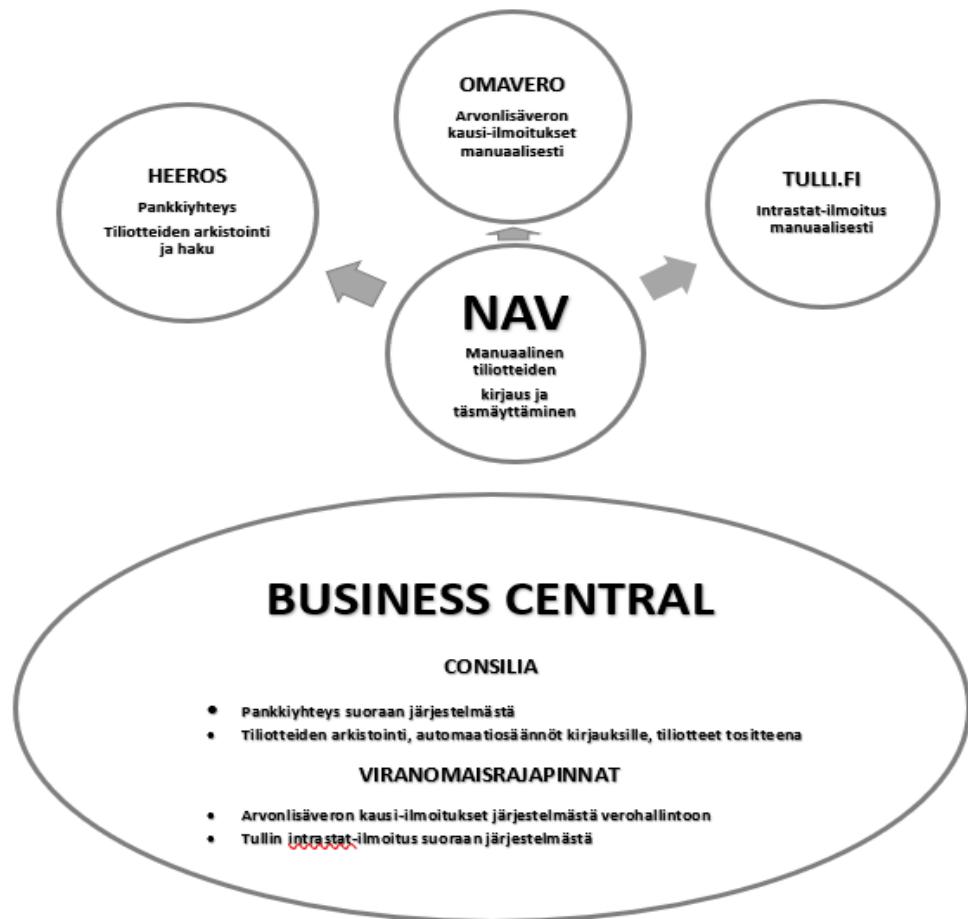 OMAVERO
Arvonlisäveron
kausi-ilmoitukset
manuaalisesti
HEEROS
Pankkiyhteys
Tiliotteiden arkistointi
ja haku
TULLI.FI
Intrastat-ilmoitus
manuaalisesti
NAV
Manuaalinen
tiliotteiden
kirjaus ja
täsmäyttäminen
BUSINESS CENTRAL
CONSILIA
• Pankkiyhteys suoraan järjestelmästä
• Tiliotteiden arkistointi, automaatiosäännöt kirjauksille, tiliotteet tositteena
VIRANOMAISRAJAPINNAT
• Arvonlisäveron kausi-ilmoitukset järjestelmästä verohallintoon
• Tullin intrastat-ilmoitus suoraan järjestelmästä